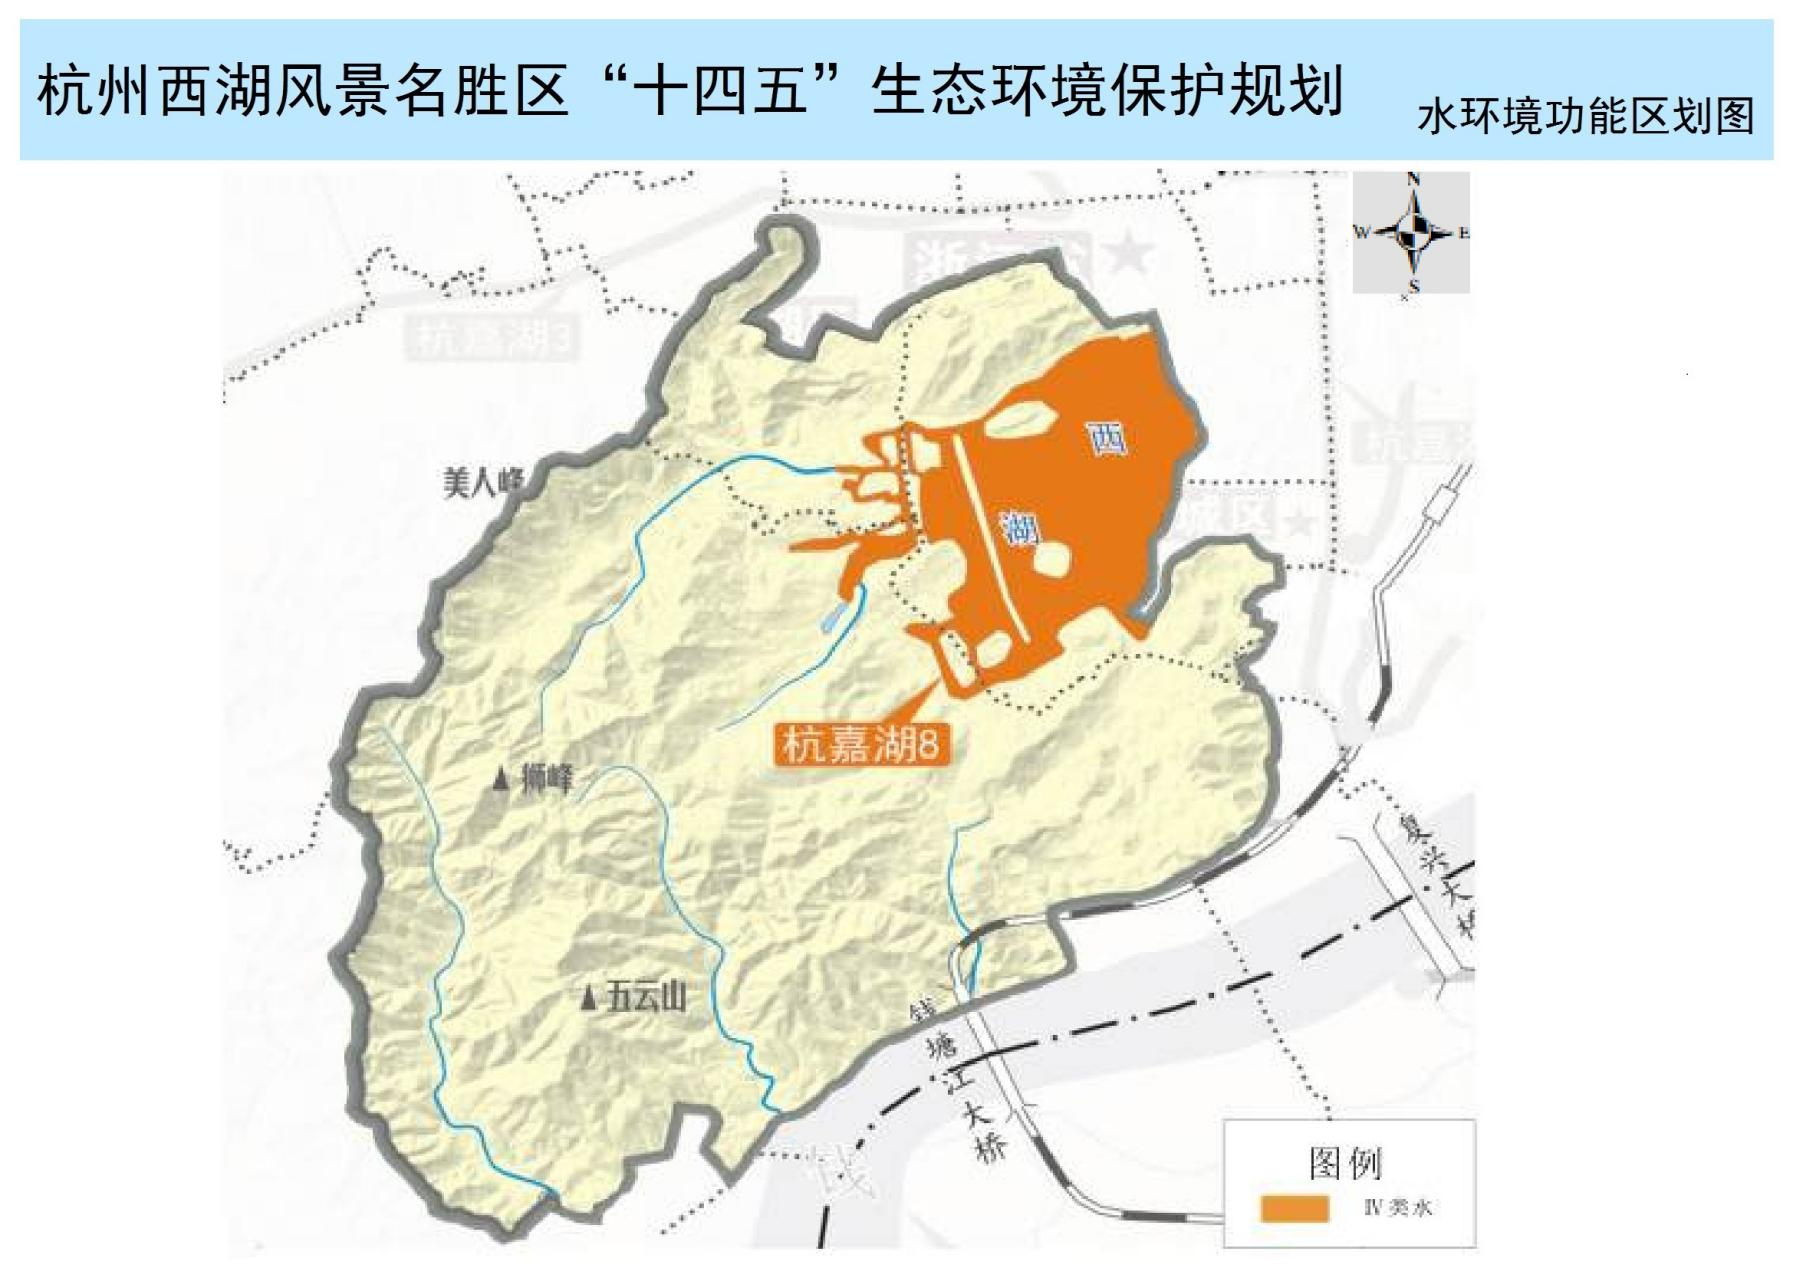 杭州西湖风景名胜区“十四五”生态环境保护规划
水环境功能区划图
N
W
E
S
杭嘉湖3
西
美人峰
城区
湖
杭嘉湖8
狮峰
复兴大桥
五云山
钱塘江大桥
钱
图例
Ⅳ类水